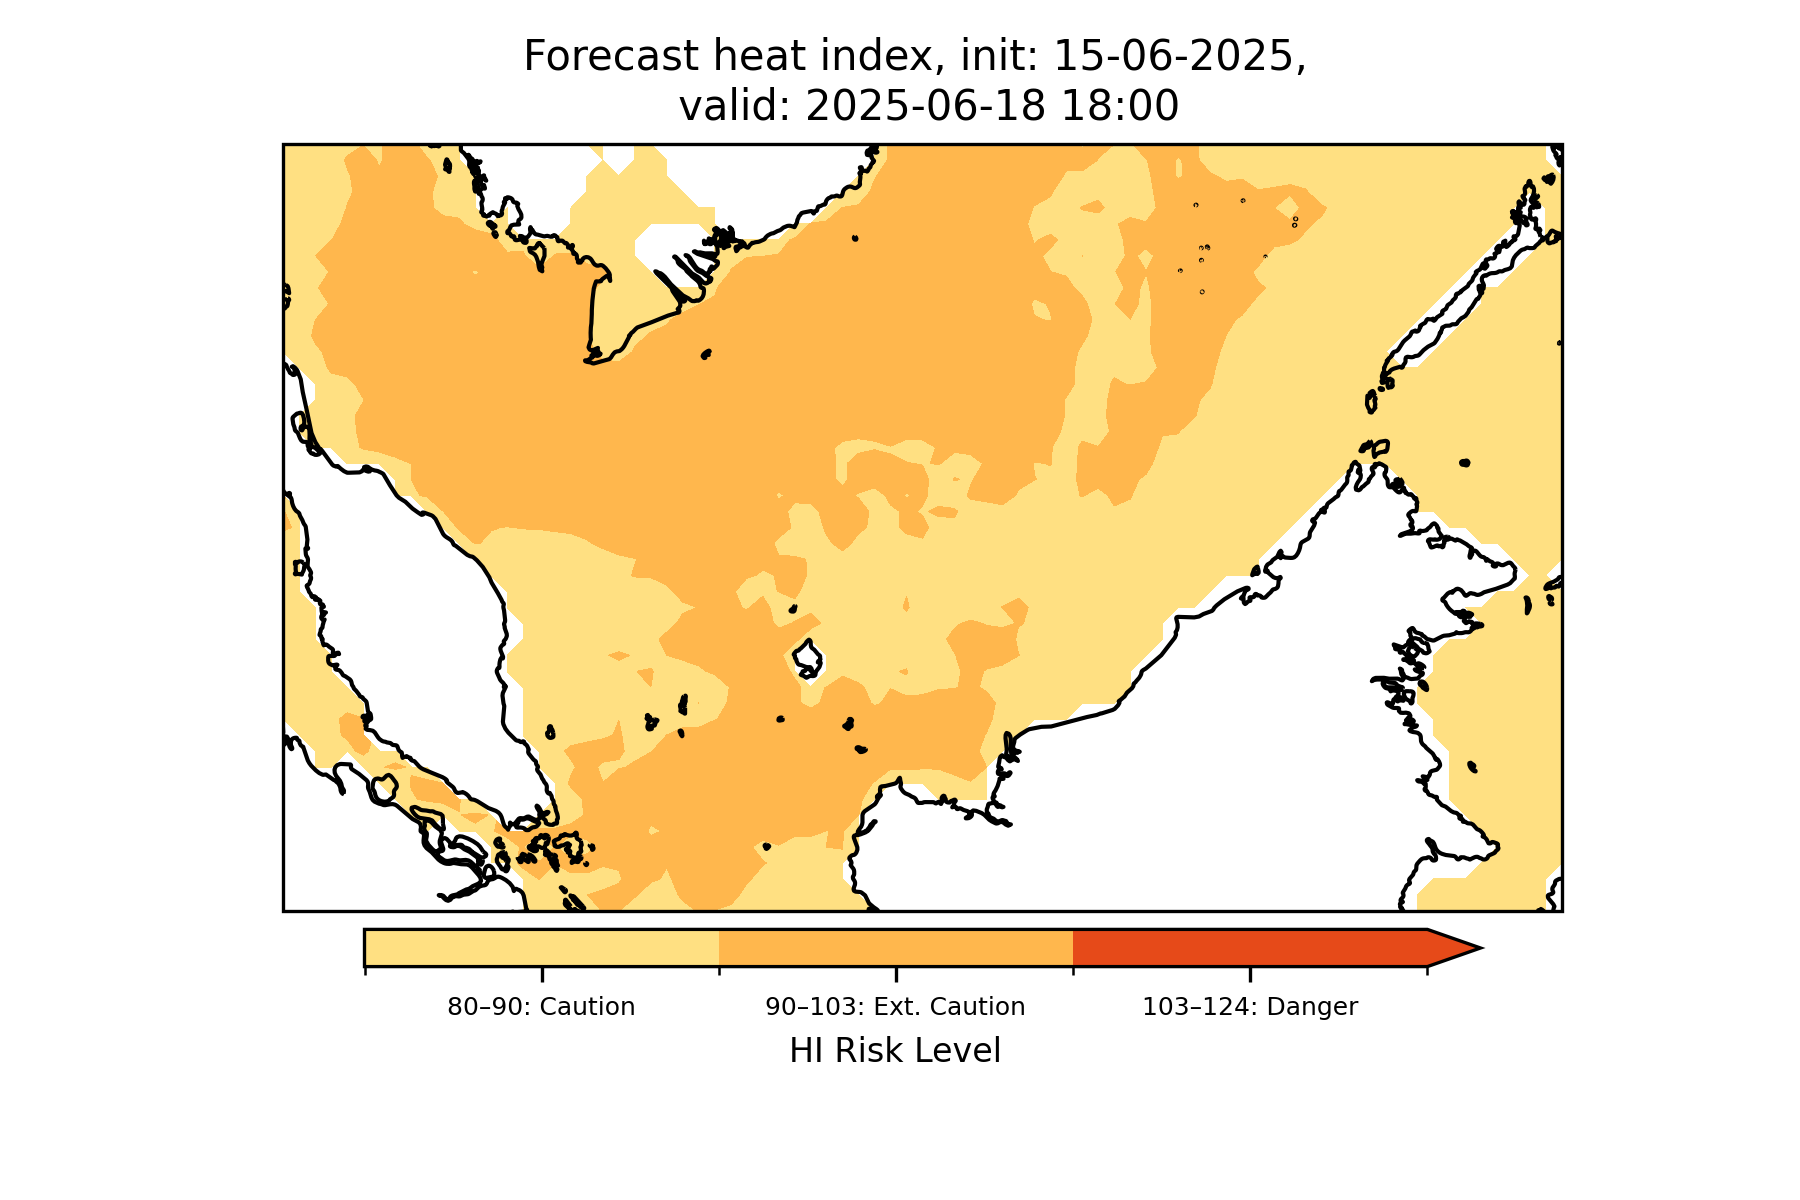 Forecast heat index, init: 15-06-2025,
valid: 2025-06-18 18:00
80–90: Caution
90–103: Ext. Caution
103–124: Danger
HI Risk Level